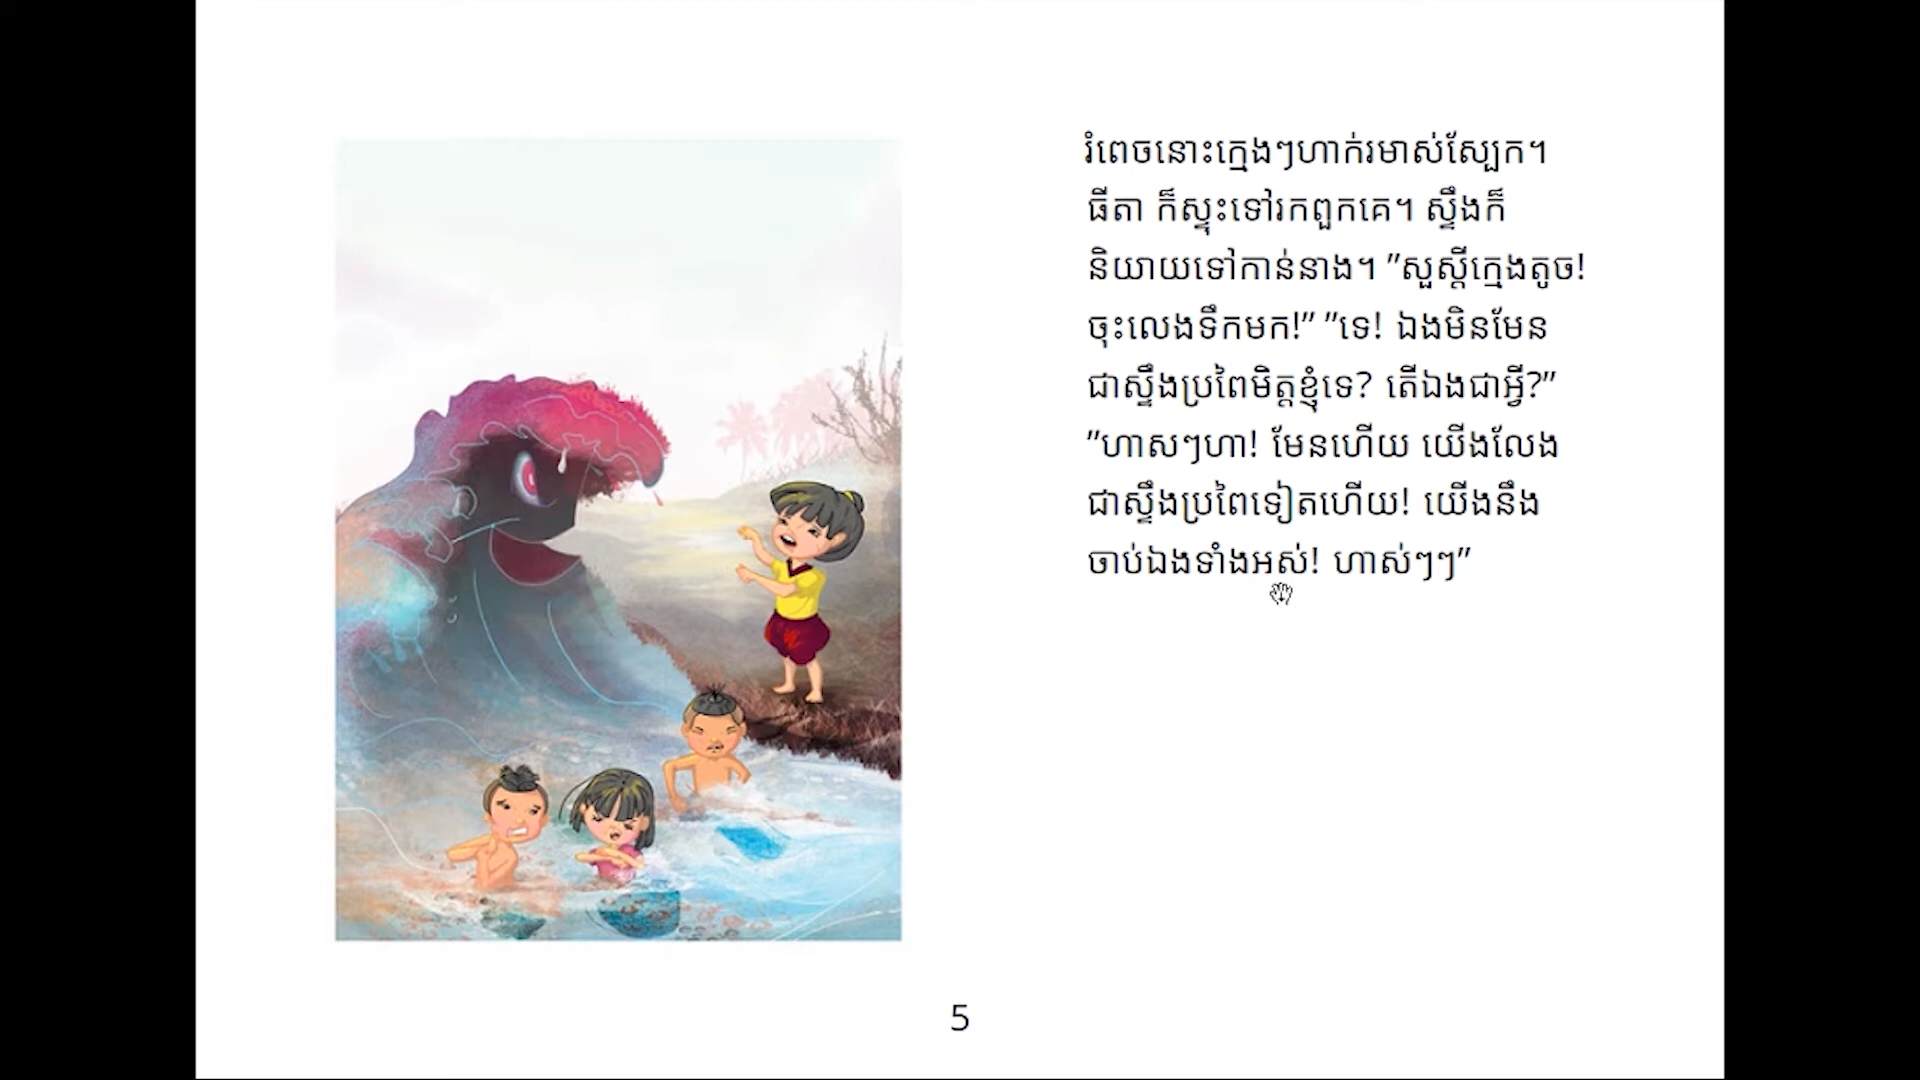 រំពេចនោះក្មេងៗហាក់រមាស់ស្បែក។
ធីតា ក៏ស្ទុះទៅរកពួកគេ។ ស្ទឹងក៏
និយាយទៅកាន់នាង។ "សួស្តីក្មេងតូច!
ចុះលេងទឹកមក!" "ទេ! ឯងមិនមែន
ជាស្ទឹងប្រពៃមិត្តខ្ញុំទេ? តើឯងជាអ្វី?"
"ហាសៗហា! មែនហើយ យើងលែង
ជាស្ទឹងប្រពៃទៀតហើយ! យើងនឹង
ចាប់ឯងទាំងអស់! ហាស់ៗៗ"
5